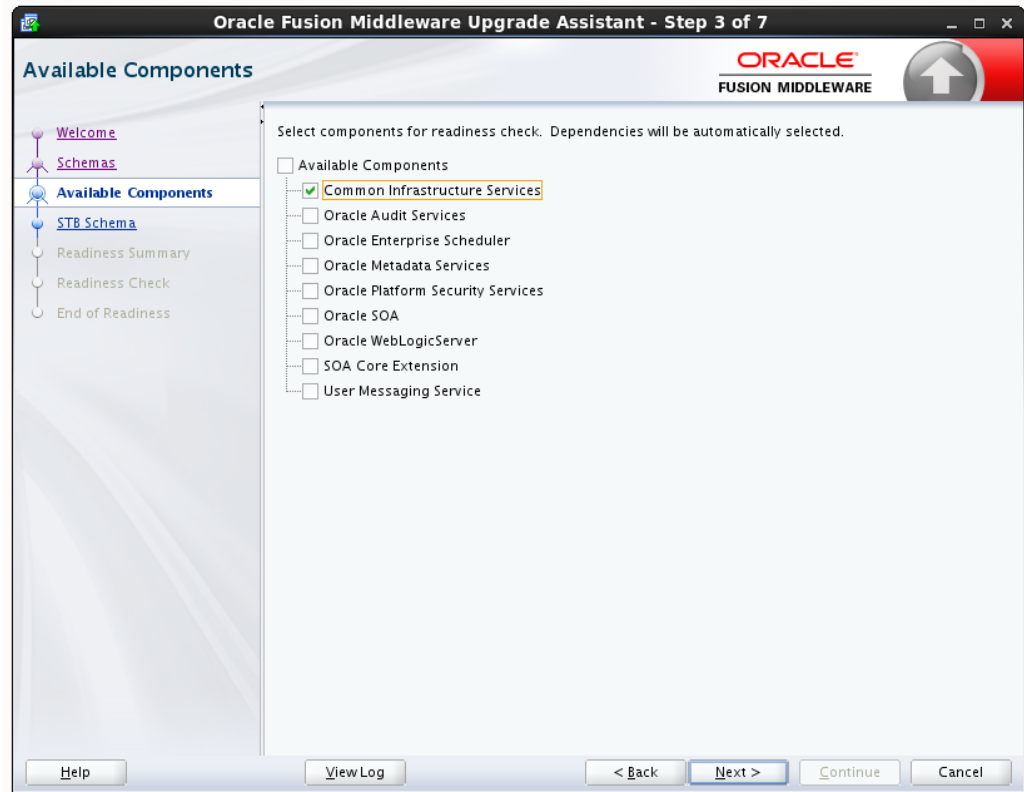 Oracle Fusion Middleware Upgrade Assistant - Step 3 of 7
Available Components
ORACLE®
FUSION MIDDLEWARE
Welcome
Schemas
Available Components
STB Schema
Readiness Summary
Readiness Check
End of Readiness
Select components for readiness check. Dependencies will be automatically selected.
Available Components
Common Infrastructure Services
Oracle Audit Services
Oracle Enterprise Scheduler
Oracle Metadata Services
Oracle Platform Security Services
Oracle SOA
Oracle WebLogicServer
SOA Core Extension
User Messaging Service
Help
View Log
< Back
Next >
Continue
Cancel